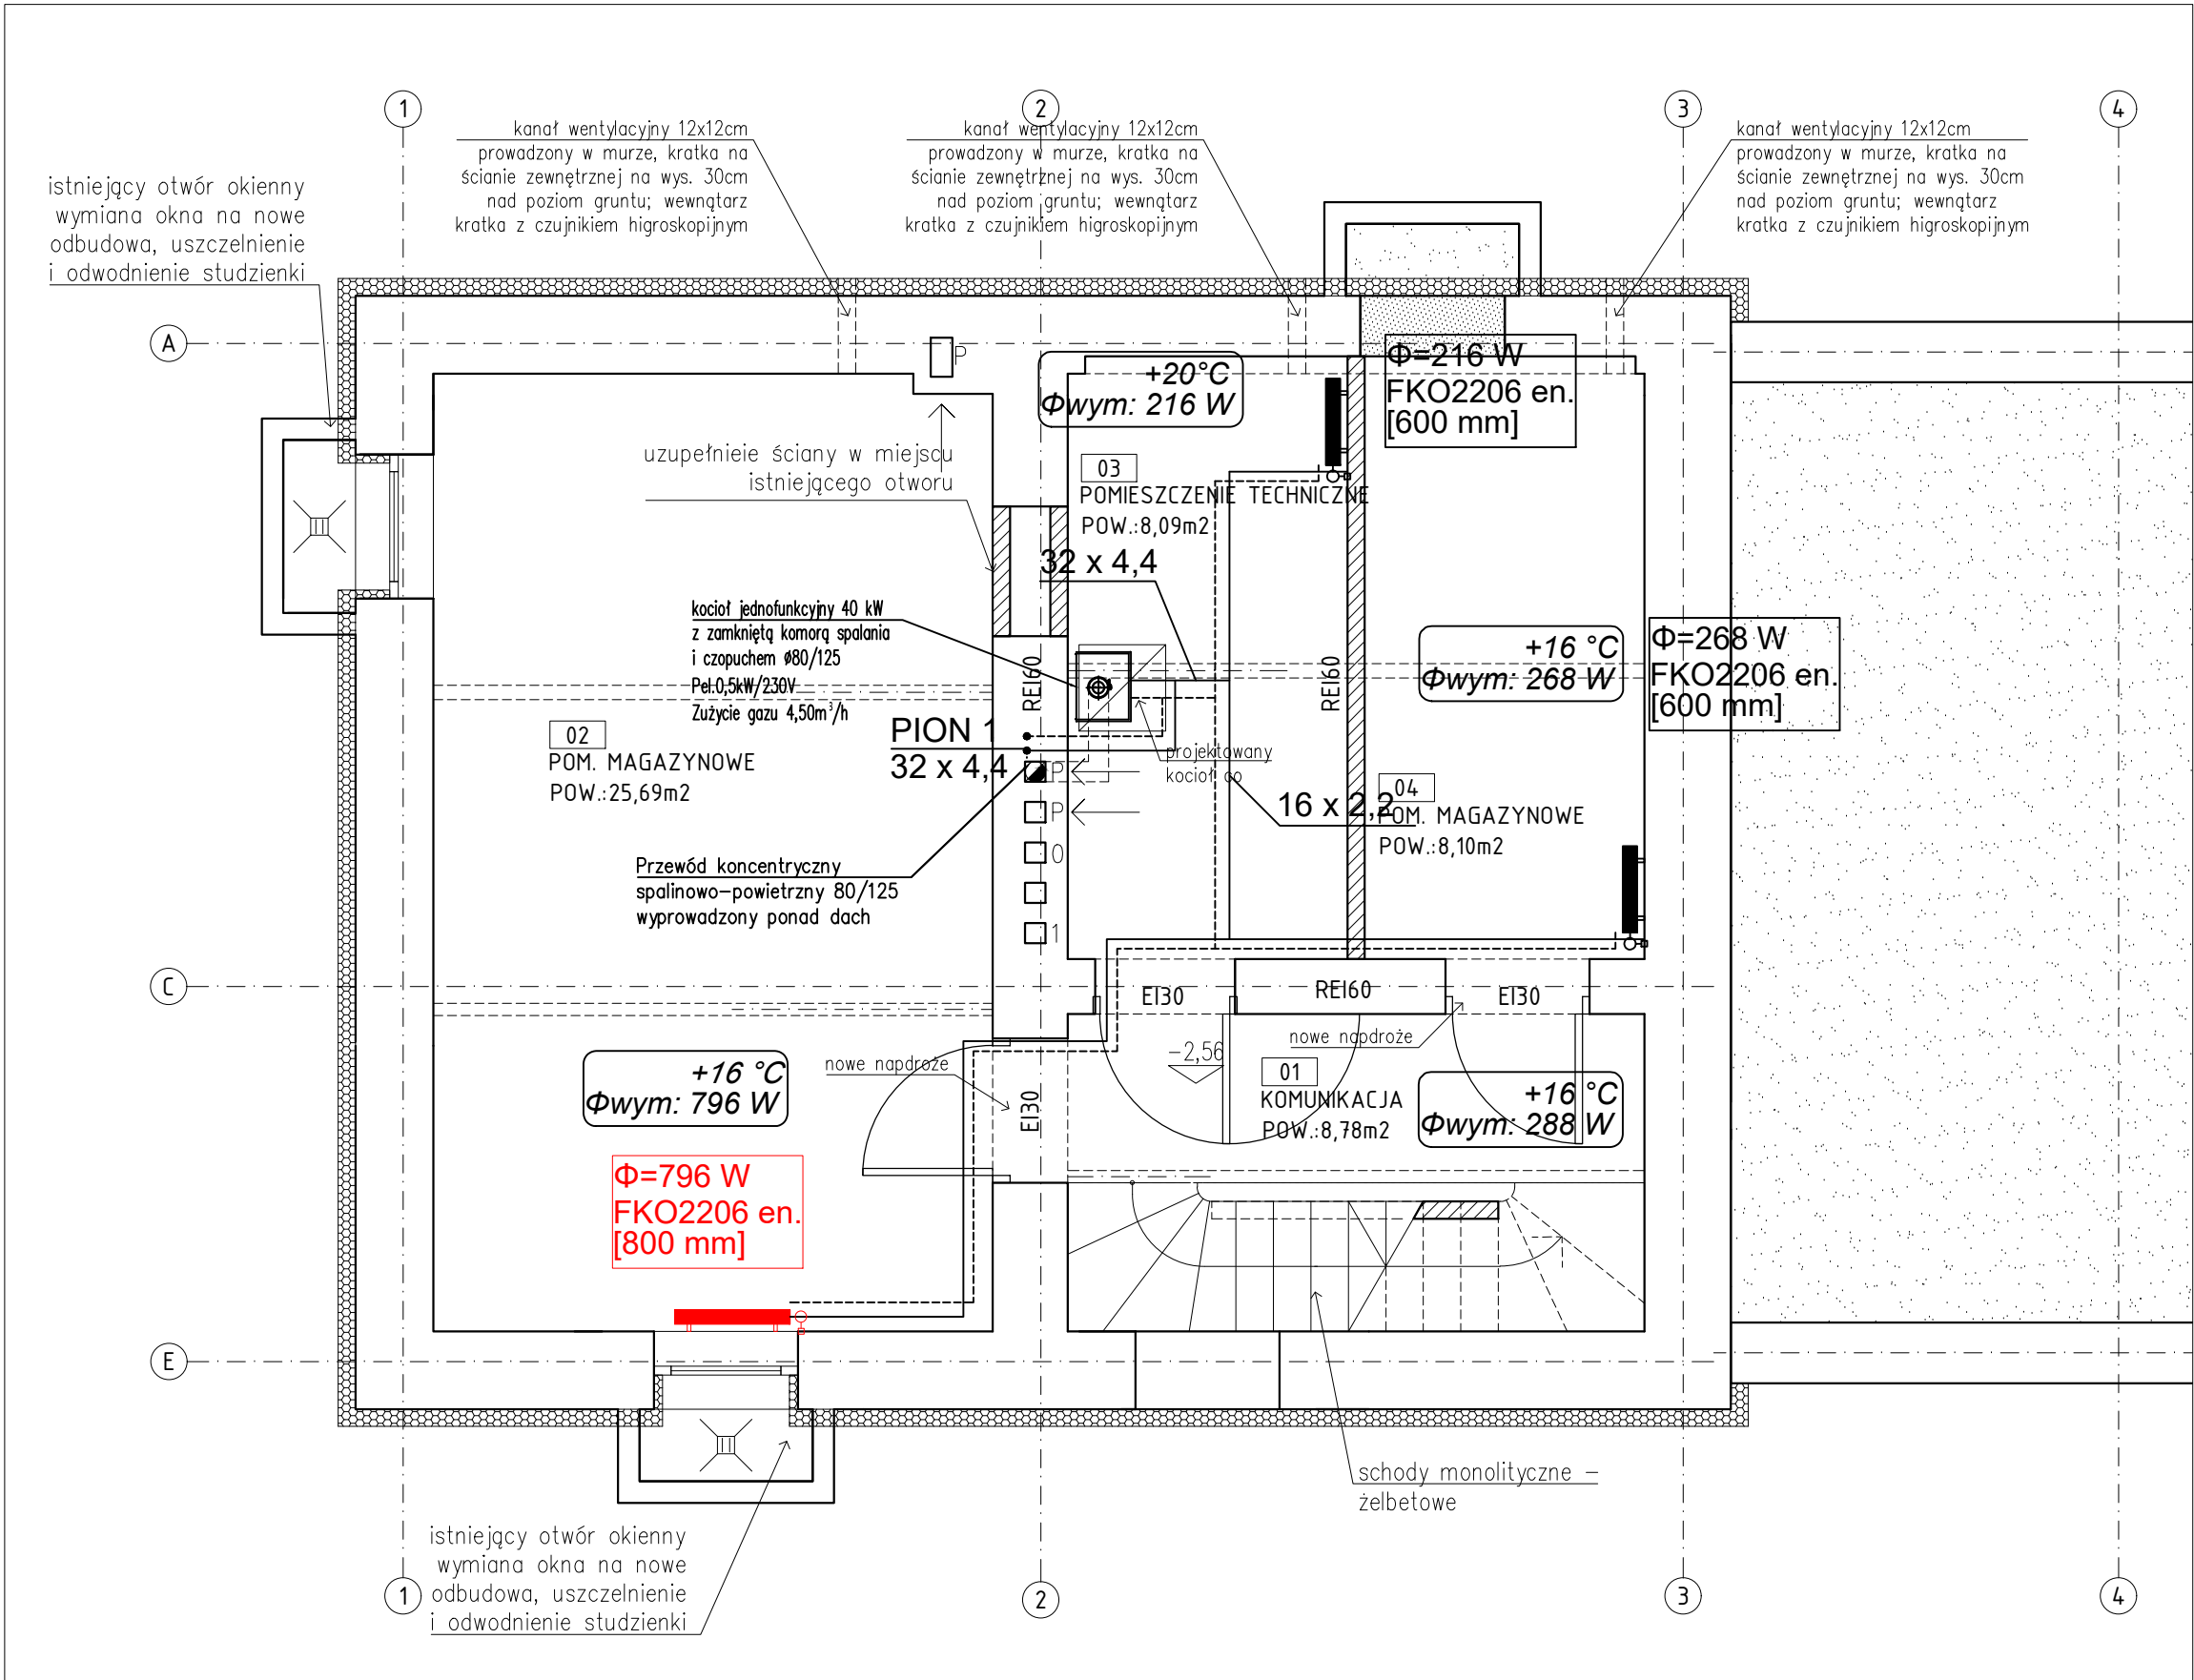 1
2
3
4
kanał wentylacyjny 12x12cm
prowadzony w murze, kratka na
ścianie zewnętrznej na wys. 30cm
nad poziom gruntu; wewnątarz
kratka z czujnikiem higroskopijnym
kanał wentylacyjny 12x12cm
prowadzony w murze, kratka na
ścianie zewnętrznej na wys. 30cm
nad poziom gruntu; wewnątarz
kratka z czujnikiem higroskopijnym
kanał wentylacyjny 12x12cm
prowadzony w murze, kratka na
ścianie zewnętrznej na wys. 30cm
nad poziom gruntu; wewnątarz
kratka z czujnikiem higroskopijnym
istniejący otwór okienny
wymiana okna na nowe
odbudowa, uszczelnienie
i odwodnienie studzienki
A
P
+20°C
Φwym: 216 W
Φ=216 W
FKO2206 en.
[600 mm]
uzupełnieie ściany w miejscu
istniejącego otworu
03
POMIESZCZENIE TECHNICZNE
POW.:8,09m2
32 x 4,4
kocioł jednofunkcyjny 40 kW
z zamkniętą komorą spalania
i czopuchem ø80/125
Pel.0,5kW/230V
Zużycie gazu 4,50m³/h
REI60
REI60
+16 °C
Φwym: 268 W
Φ=268 W
FKO2206 en.
[600 mm]
02
POM. MAGAZYNOWE
POW.:25,69m2
PION 1
32 x 4,4
projektowany
kocioł co
P
P
0
1
16 x 2,2
04
POM. MAGAZYNOWE
POW.:8,10m2
Przewód koncentryczny
spalinowo-powietrzny 80/125
wyprowadzony ponad dach
C
EI30
REI60
EI30
nowe napdroże
nowe napdroże
-2,56
EI30
01
KOMUNIKACJA
POW.:8,78m2
+16 °C
Φwym: 288 W
+16 °C
Φwym: 796 W
Φ=796 W
FKO2206 en.
[800 mm]
E
schody monolityczne –
żelbetowe
istniejący otwór okienny
wymiana okna na nowe
odbudowa, uszczelnienie
i odwodnienie studzienki
1
2
3
4